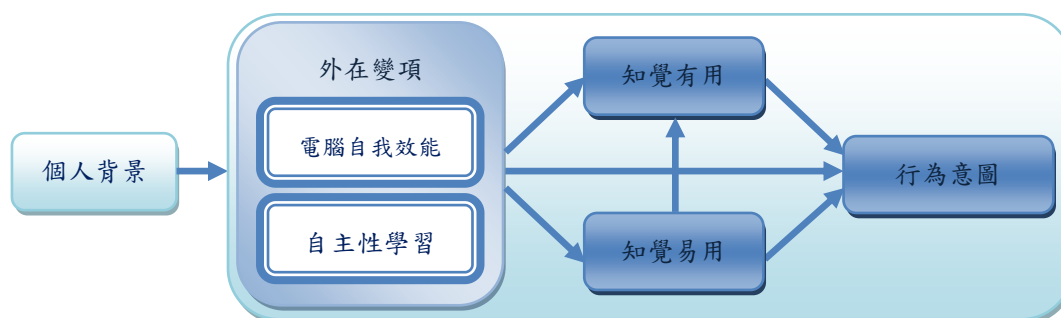 外在變項
知覺有用
電腦自我效能
個人背景
行為意圖
自主性學習
知覺易用